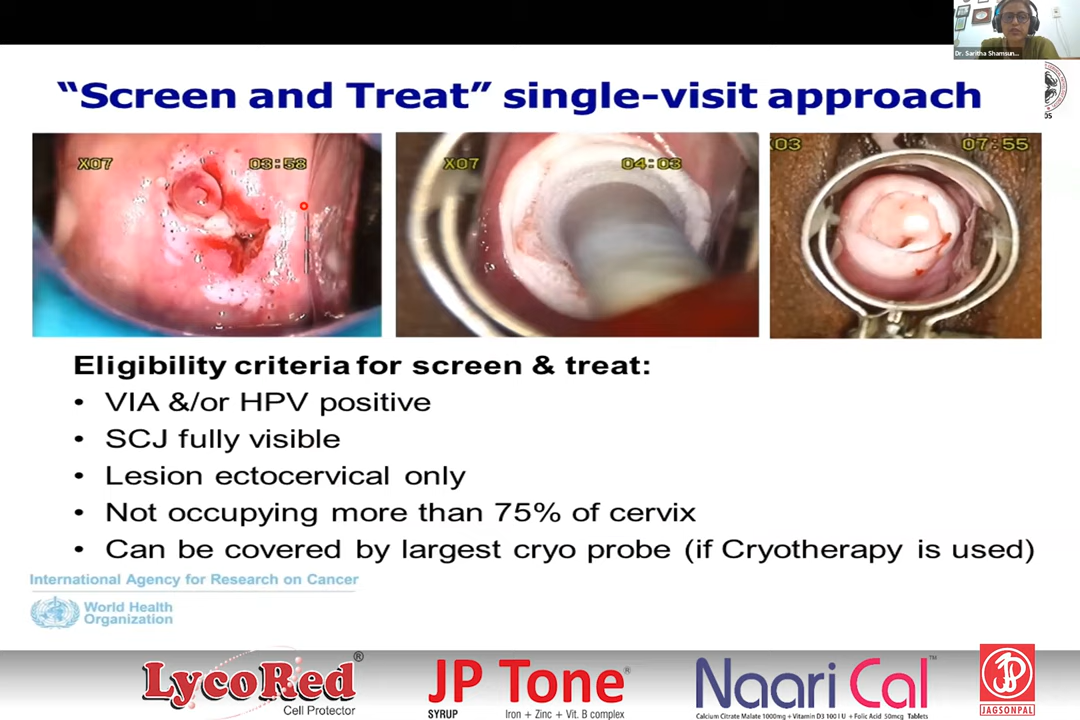 Dr. Saritha Shamsun...
“Screen and Treat” single-visit approach
05
X07 03:58
X07 04:03
03 07:55
Eligibility criteria for screen & treat:
• VIA &/or HPV positive
• SCJ fully visible
• Lesion ectocervical only
• Not occupying more than 75% of cervix
• Can be covered by largest cryo probe (if Cryotherapy is used)
International Agency for Research on Cancer
World Health
Organization
LycoRed®
Cell Protector
JP Tone®
SYRUP Iron + Zinc + Vit. B complex
Naari Cal™
Calcium Citrate Malate 1000mg + Vitamin D3 100 I U + Folic Acid 50mcg Tablets
JAGSONPAL